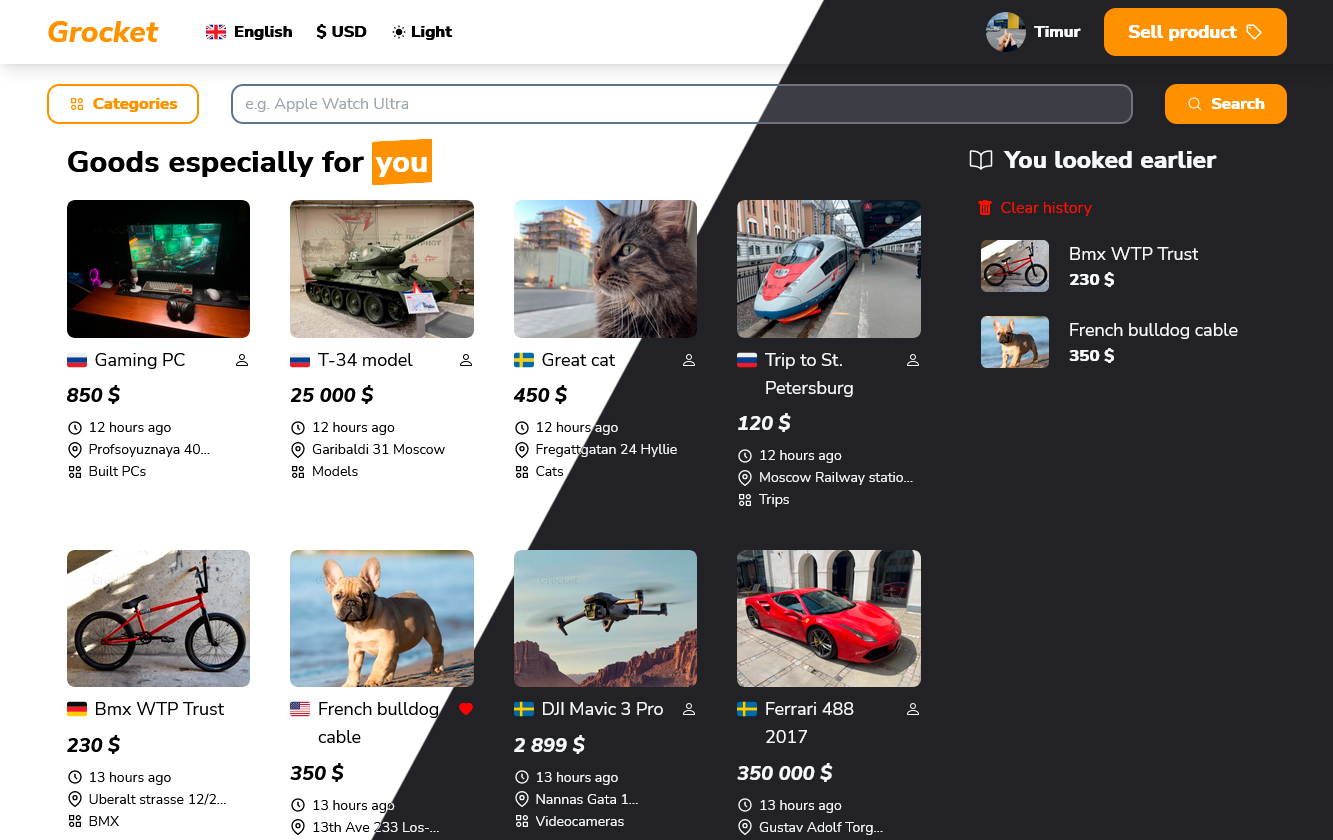 Grocket
English
$ USD
Light
Timur
Sell product
Categories
e.g. Apple Watch Ultra
Search
Goods especially for you
You looked earlier
Clear history
Bmx WTP Trust
230 $
French bulldog cable
350 $
Gaming PC
850 $
12 hours ago
Profsoyuznaya 40...
Built PCs
T-34 model
25 000 $
12 hours ago
Garibaldi 31 Moscow
Models
Great cat
450 $
12 hours ago
Fregattgatan 24 Hyllie
Cats
Trip to St.
Petersburg
120 $
12 hours ago
Moscow Railway statio...
Trips
Bmx WTP Trust
230 $
13 hours ago
Uberalt strasse 12/2...
BMX
French bulldog
cable
350 $
13 hours ago
13th Ave 233 Los-...
Grocket
DJI Mavic 3 Pro
2 899 $
13 hours ago
Nannas Gata 1...
Videocameras
Ferrari 488
2017
350 000 $
13 hours ago
Gustav Adolf Torg...